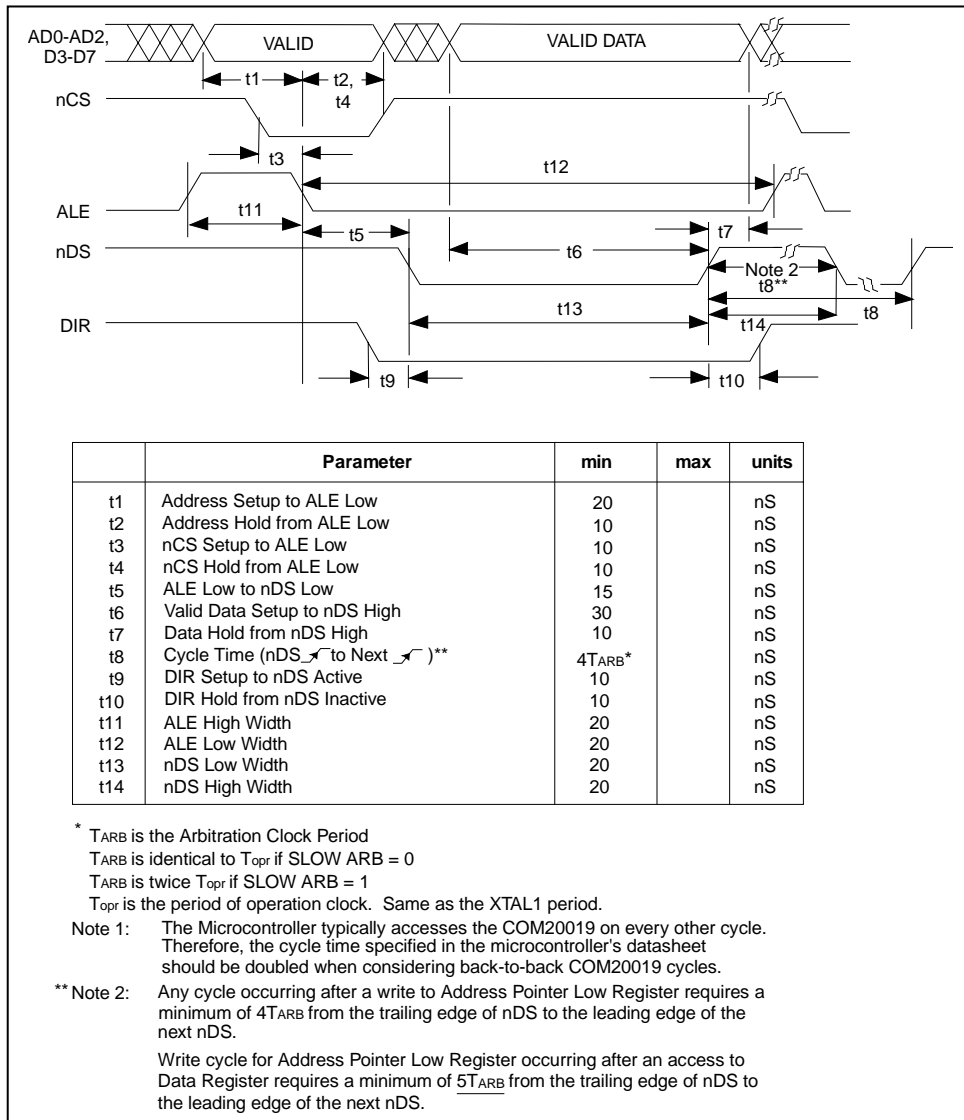 AD0-AD2,
D3-D7
VALID
VALID DATA
t1
t2,
t4
nCS
t3
t12
ALE
t11
t5
t7
nDS
t6
Note 2
t8**
t8
t13
t14
DIR
t9
t10
Parameter min max units
t1 Address Setup to ALE Low 20 nS
t2 Address Hold from ALE Low 10 nS
t3 nCS Setup to ALE Low 10 nS
t4 nCS Hold from ALE Low 10 nS
t5 ALE Low to nDS Low 15 nS
t6 Valid Data Setup to nDS High 30 nS
t7 Data Hold from nDS High 10 nS
t8 Cycle Time (nDS to Next )** 4TARB* nS
t9 DIR Setup to nDS Active 10 nS
t10 DIR Hold from nDS Inactive 10 nS
t11 ALE High Width 20 nS
t12 ALE Low Width 20 nS
t13 nDS Low Width 20 nS
t14 nDS High Width 20 nS
* TARB is the Arbitration Clock Period
TARB is identical to Topr if SLOW ARB = 0
TARB is twice Topr if SLOW ARB = 1
Topr is the period of operation clock. Same as the XTAL1 period.
Note 1: The Microcontroller typically accesses the COM20019 on every other cycle.
Therefore, the cycle time specified in the microcontroller's datasheet
should be doubled when considering back-to-back COM20019 cycles.
** Note 2: Any cycle occurring after a write to Address Pointer Low Register requires a
minimum of 4TARB from the trailing edge of nDS to the leading edge of the
next nDS.
Write cycle for Address Pointer Low Register occurring after an access to
Data Register requires a minimum of 5TARB from the trailing edge of nDS to
the leading edge of the next nDS.